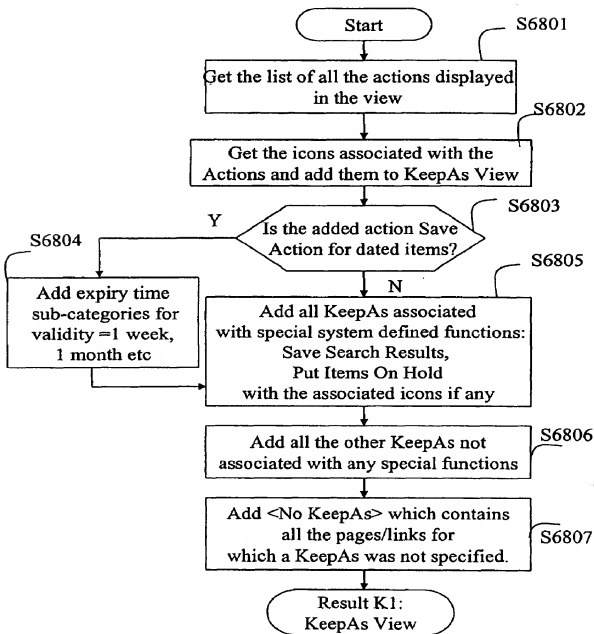 Start
S6801
Get the list of all the actions displayed
in the view
S6802
Get the icons associated with the
Actions and add them to KeepAs View
S6803
Is the added action Save
Action for dated items?
Y
N
S6804
Add expiry time
sub-categories for
validity =1 week,
1 month etc
S6805
Add all KeepAs associated
with special system defined functions:
Save Search Results,
Put Items On Hold
with the associated icons if any
S6806
Add all the other KeepAs not
associated with any special functions
S6807
Add <No KeepAs> which contains
all the pages/links for
which a KeepAs was not specified.
Result K1:
KeepAs View